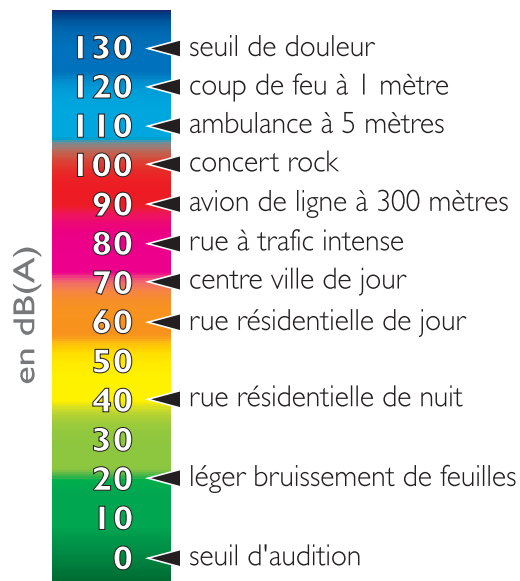 130 seuil de douleur
120 coup de feu à 1 mètre
110 ambulance à 5 mètres
100 concert rock
90 avion de ligne à 300 mètres
80 rue à trafic intense
70 centre ville de jour
60 rue résidentielle de jour
50
40 rue résidentielle de nuit
30
20 léger bruissement de feuilles
10
0 seuil d'audition
en dB(A)